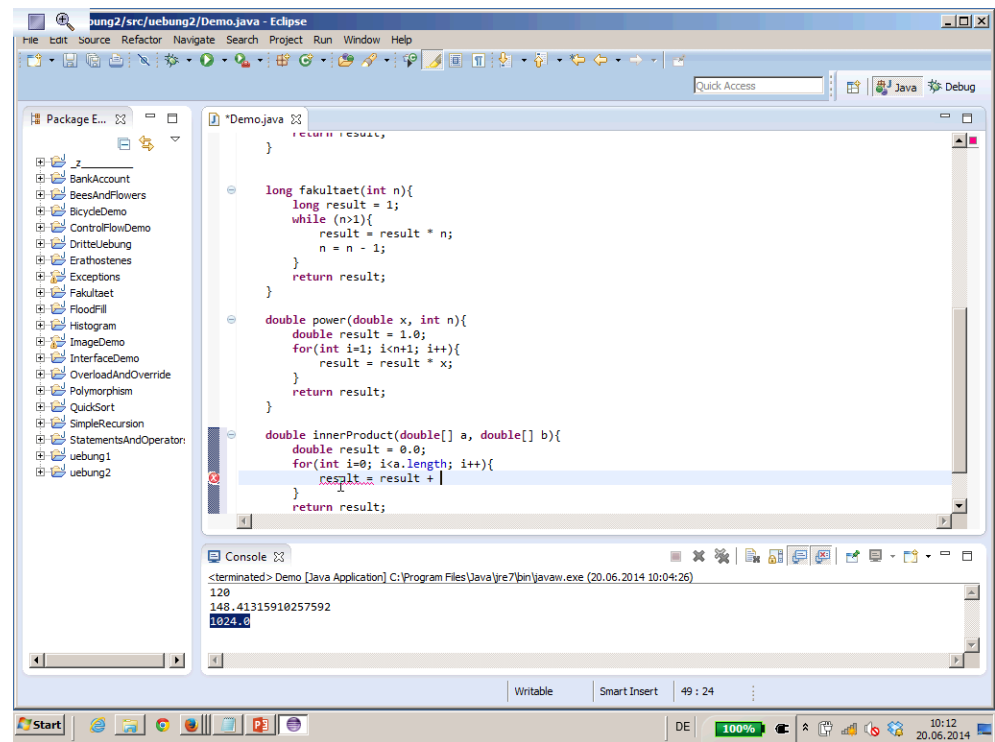 ung2/src/uebung2/Demo.java - Eclipse
File Edit Source Refactor Navigate Search Project Run Window Help
Quick Access
Java
Debug
Package E...
_z_________
BankAccount
BeesAndFlowers
BicycleDemo
ControlFlowDemo
DritteUebung
Erathostenes
Exceptions
Fakultaet
FloodFill
Histogram
ImageDemo
InterfaceDemo
OverloadAndOverride
Polymorphism
QuickSort
SimpleRecursion
StatementsAndOperator
uebung1
uebung2
*Demo.java
return result;
}
long fakultaet(int n){
long result = 1;
while (n>1){
result = result * n;
n = n - 1;
}
return result;
}
double power(double x, int n){
double result = 1.0;
for(int i=1; i<n+1; i++){
result = result * x;
}
return result;
}
double innerProduct(double[] a, double[] b){
double result = 0.0;
for(int i=0; i<a.length; i++){
result = result +
}
return result;
Console
<terminated> Demo [Java Application] C:\Program Files\Java\jre7\bin\javaw.exe (20.06.2014 10:04:26)
120
148.41315910257592
1024.0
Writable
Smart Insert
49 : 24
Start
DE
100%
10:12
20.06.2014